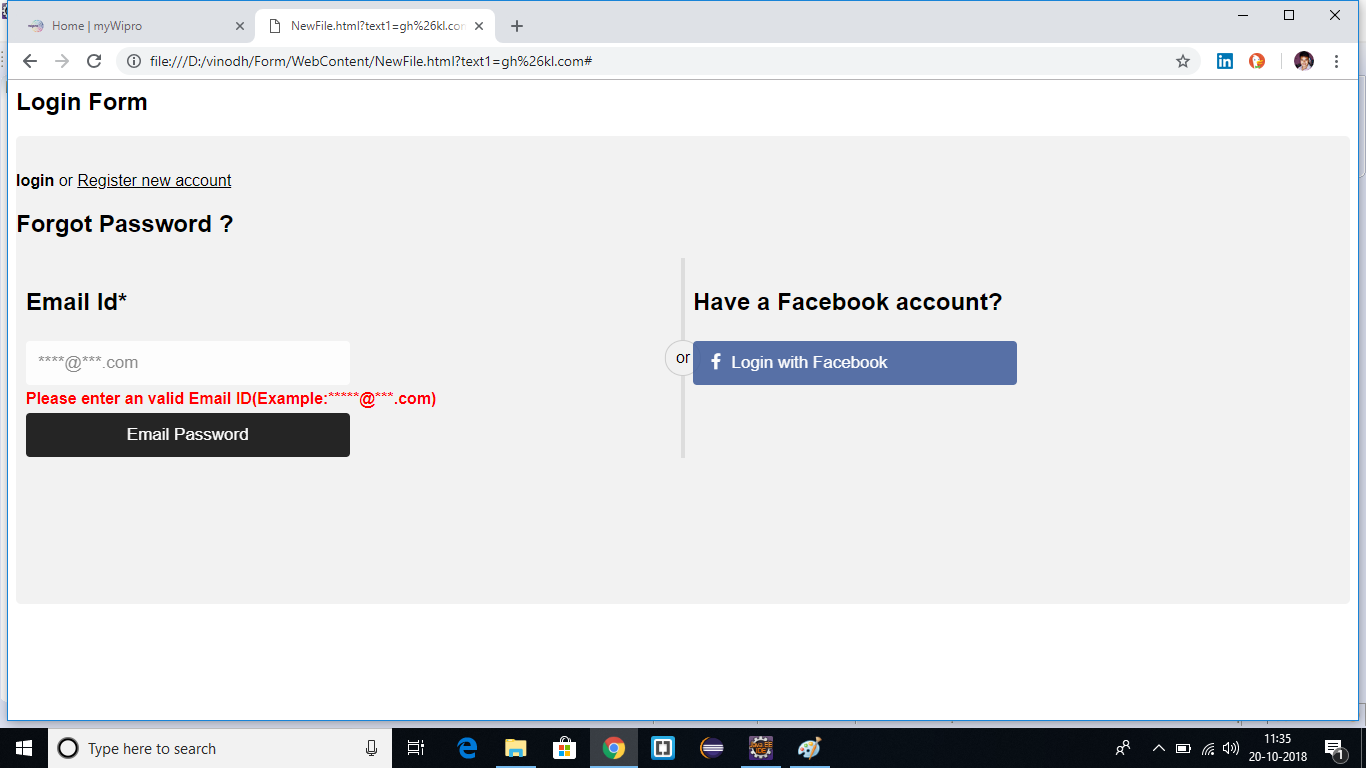 Home | myWipro
NewFile.html?text1=gh%26kl.com
file:///D:/vinodh/Form/WebContent/NewFile.html?text1=gh%26kl.com#
Login Form
login or Register new account
Forgot Password ?
Email Id*
Have a Facebook account?
****@***.com
or
Login with Facebook
Please enter an valid Email ID(Example:*****@***.com)
Email Password
Type here to search
11:35
20-10-2018
1